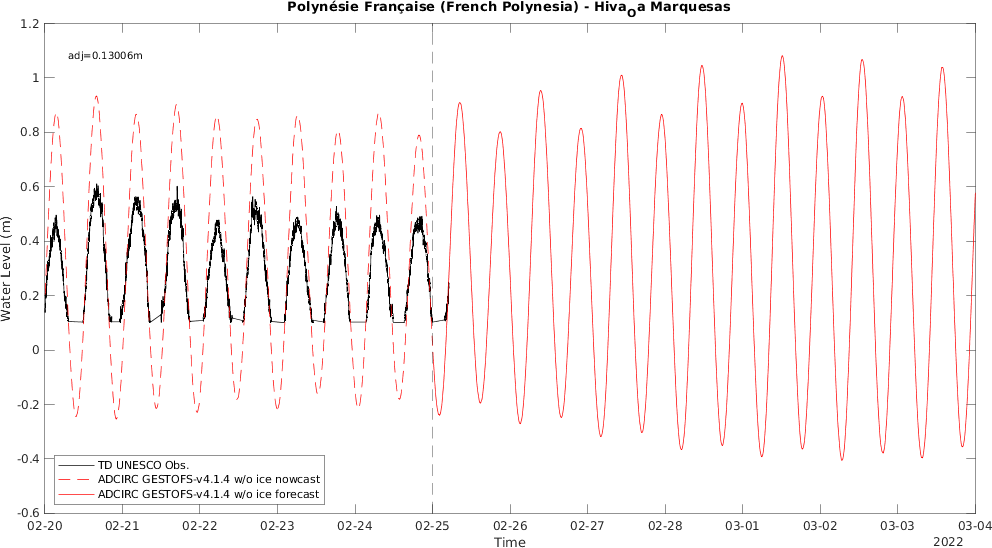 Polynésie Française (French Polynesia) - Hiva_Oa Marquesas
adj=0.13006m
1.2
1
0.8
0.6
0.4
0.2
0
-0.2
-0.4
-0.6
Water Level (m)
TD UNESCO Obs.
ADCIRC GESTOFS-v4.1.4 w/o ice nowcast
ADCIRC GESTOFS-v4.1.4 w/o ice forecast
02-20 02-21 02-22 02-23 02-24 02-25 02-26 02-27 02-28 03-01 03-02 03-03 03-04
Time
2022